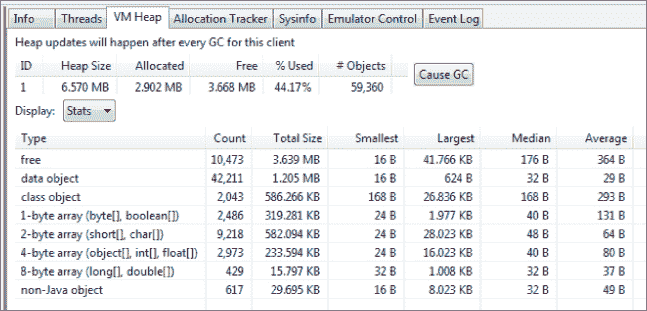 Info Threads VM Heap Allocation Tracker Sysinfo Emulator Control Event Log
Heap updates will happen after every GC for this client
ID Heap Size Allocated Free % Used # Objects
1 6.570 MB 2.902 MB 3.668 MB 44.17% 59,360 Cause GC
Display: Stats
Type Count Total Size Smallest Largest Median Average
free 10,473 3.639 MB 16 B 41.766 KB 176 B 364 B
data object 42,211 1.205 MB 16 B 624 B 32 B 29 B
class object 2,043 586.266 KB 168 B 26.836 KB 168 B 293 B
1-byte array (byte[], boolean[]) 2,486 319.281 KB 24 B 1.977 KB 40 B 131 B
2-byte array (short[], char[]) 9,218 582.094 KB 24 B 28.023 KB 48 B 64 B
4-byte array (object[], int[], float[]) 2,973 233.594 KB 24 B 16.023 KB 40 B 80 B
8-byte array (long[], double[]) 429 15.797 KB 32 B 1.008 KB 32 B 37 B
non-Java object 617 29.695 KB 16 B 8.023 KB 32 B 49 B